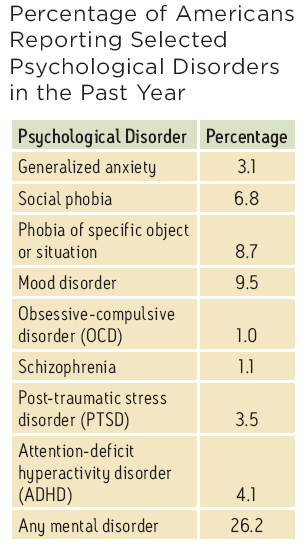 Percentage of Americans
Reporting Selected
Psychological Disorders
in the Past Year
Psychological Disorder Percentage
Generalized anxiety 3.1
Social phobia 6.8
Phobia of specific object
or situation 8.7
Mood disorder 9.5
Obsessive-compulsive
disorder (OCD) 1.0
Schizophrenia 1.1
Post-traumatic stress
disorder (PTSD) 3.5
Attention-deficit
hyperactivity disorder
(ADHD) 4.1
Any mental disorder 26.2